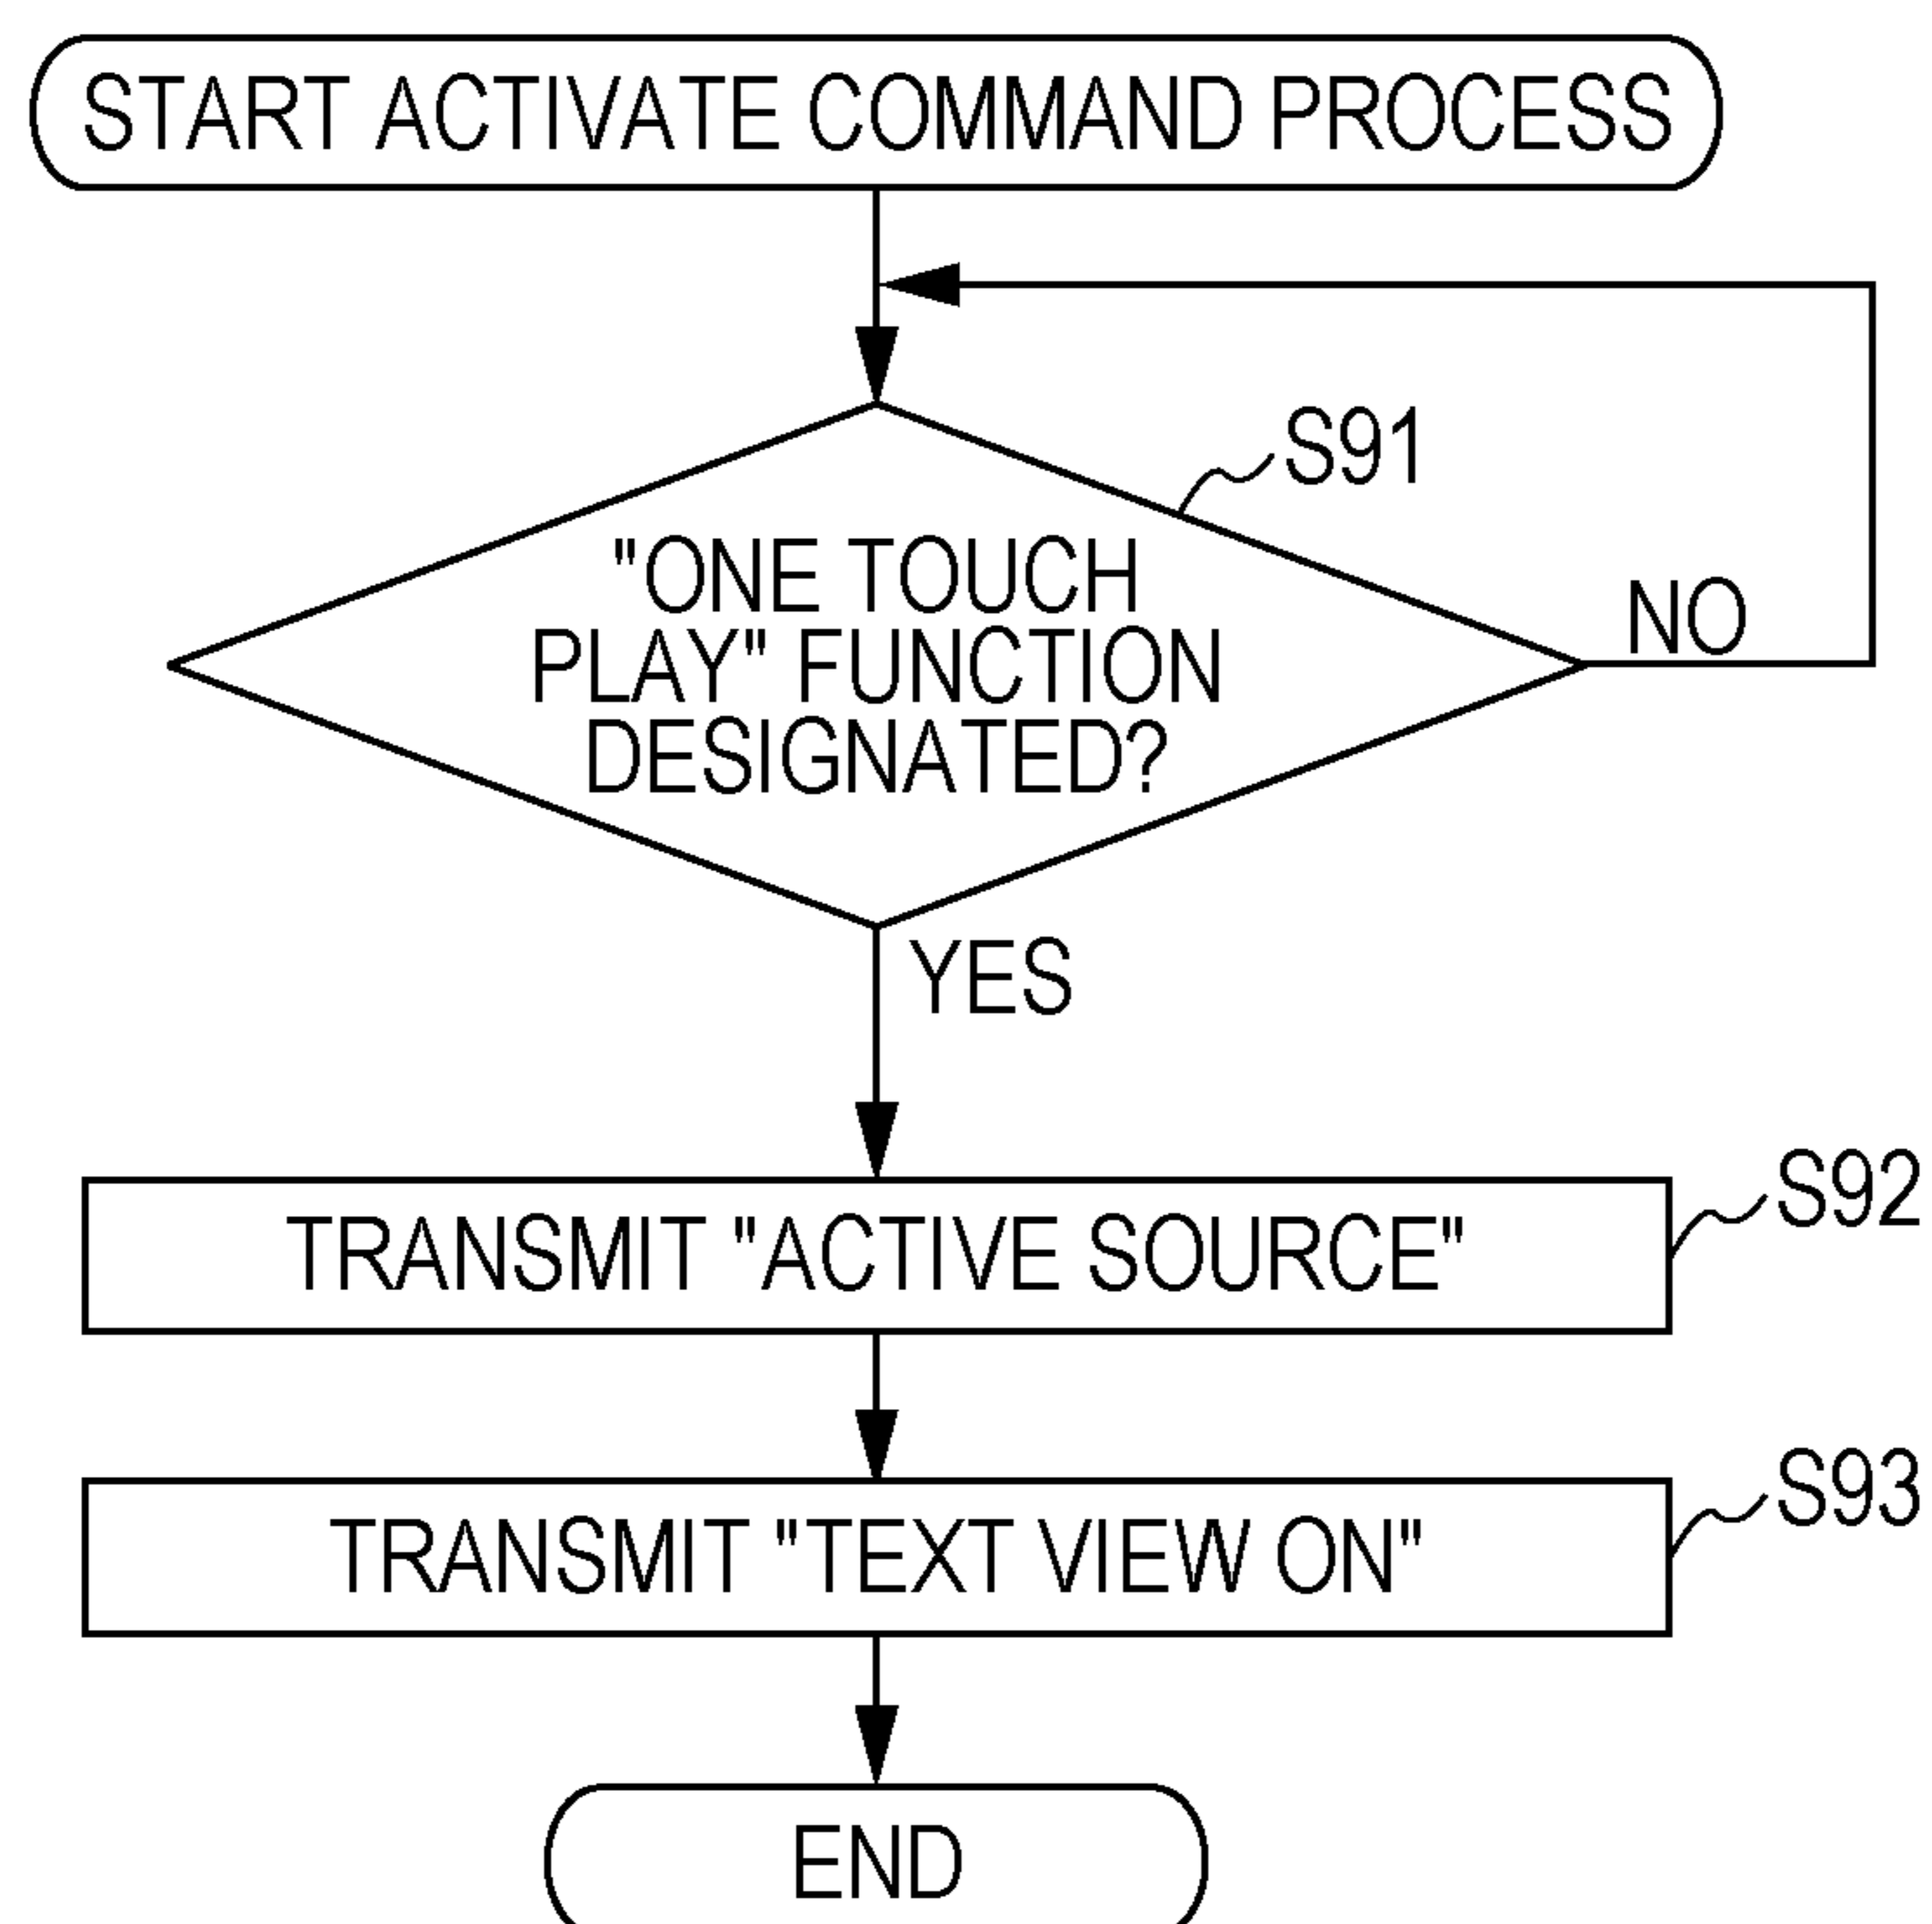 START ACTIVATE COMMAND PROCESS
S91
"ONE TOUCH
PLAY" FUNCTION
DESIGNATED?
NO
YES
S92
TRANSMIT "ACTIVE SOURCE"
S93
TRANSMIT "TEXT VIEW ON"
END